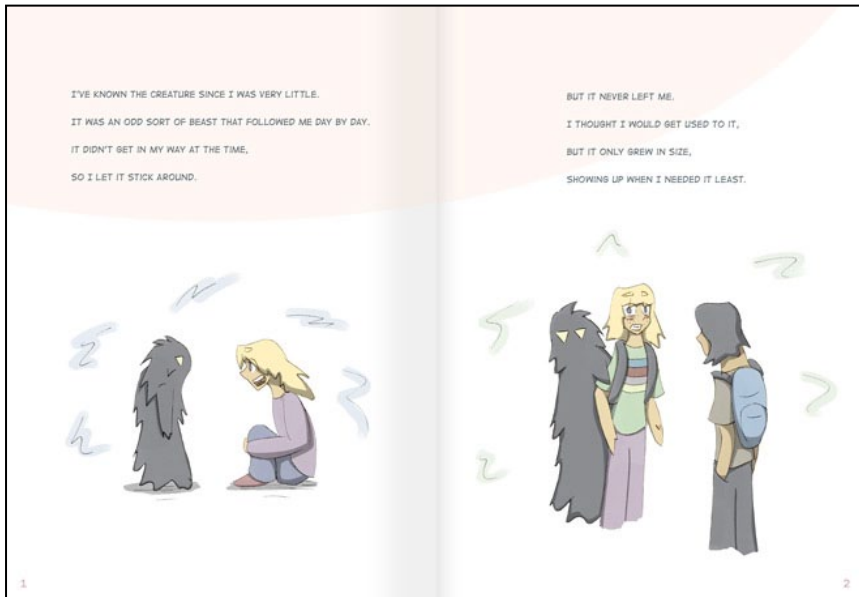 I'VE KNOWN THE CREATURE SINCE I WAS VERY LITTLE.
IT WAS AN ODD SORT OF BEAST THAT FOLLOWED ME DAY BY DAY.
IT DIDN'T GET IN MY WAY AT THE TIME,
SO I LET IT STICK AROUND.
1
BUT IT NEVER LEFT ME.
I THOUGHT I WOULD GET USED TO IT,
BUT IT ONLY GREW IN SIZE,
SHOWING UP WHEN I NEEDED IT LEAST.
2